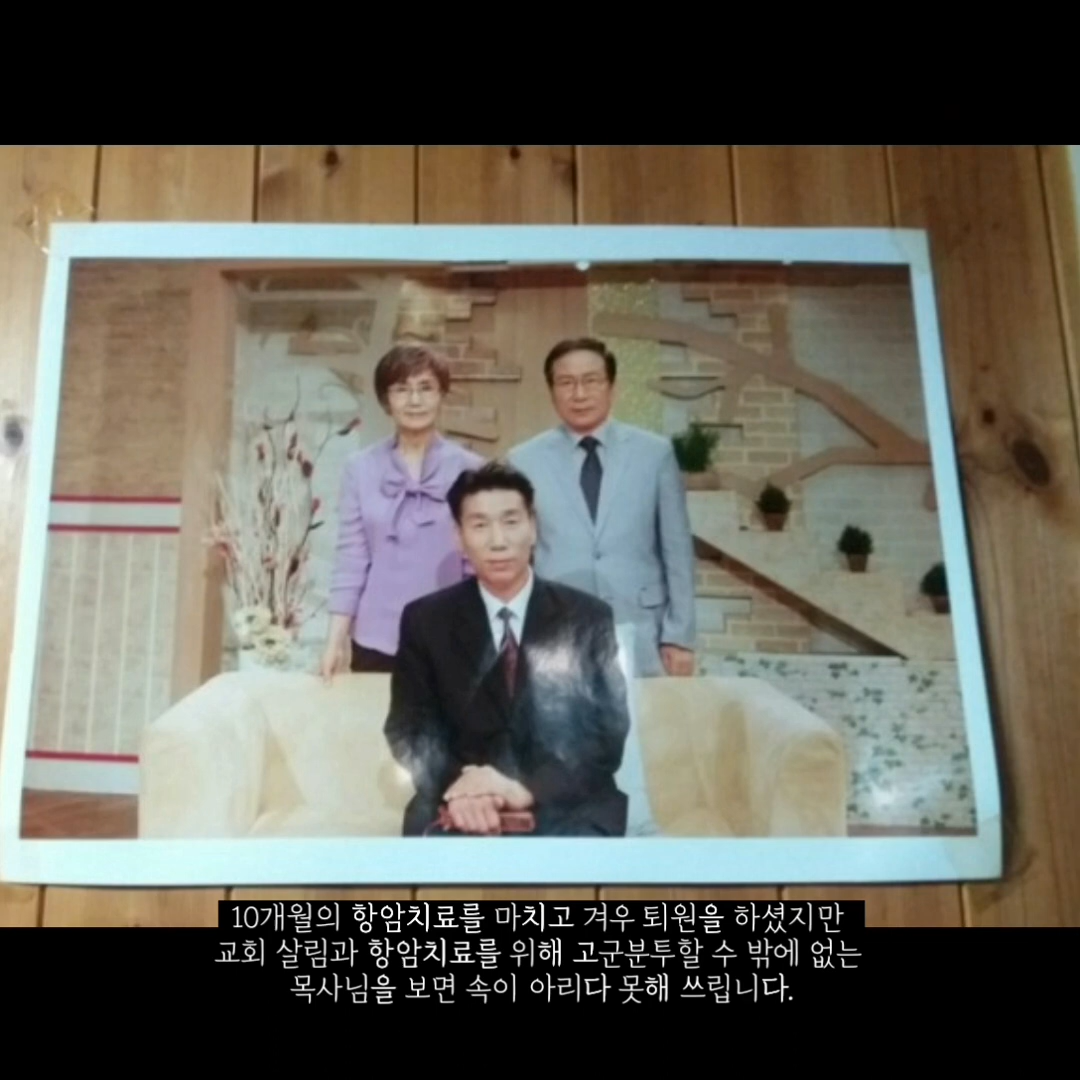 10개월의 항암치료를 마치고 겨우 퇴원을 하셨지만
교회 살림과 항암치료를 위해 고군분투할 수 밖에 없는
목사님을 보면 속이 아리다 못해 쓰립니다.